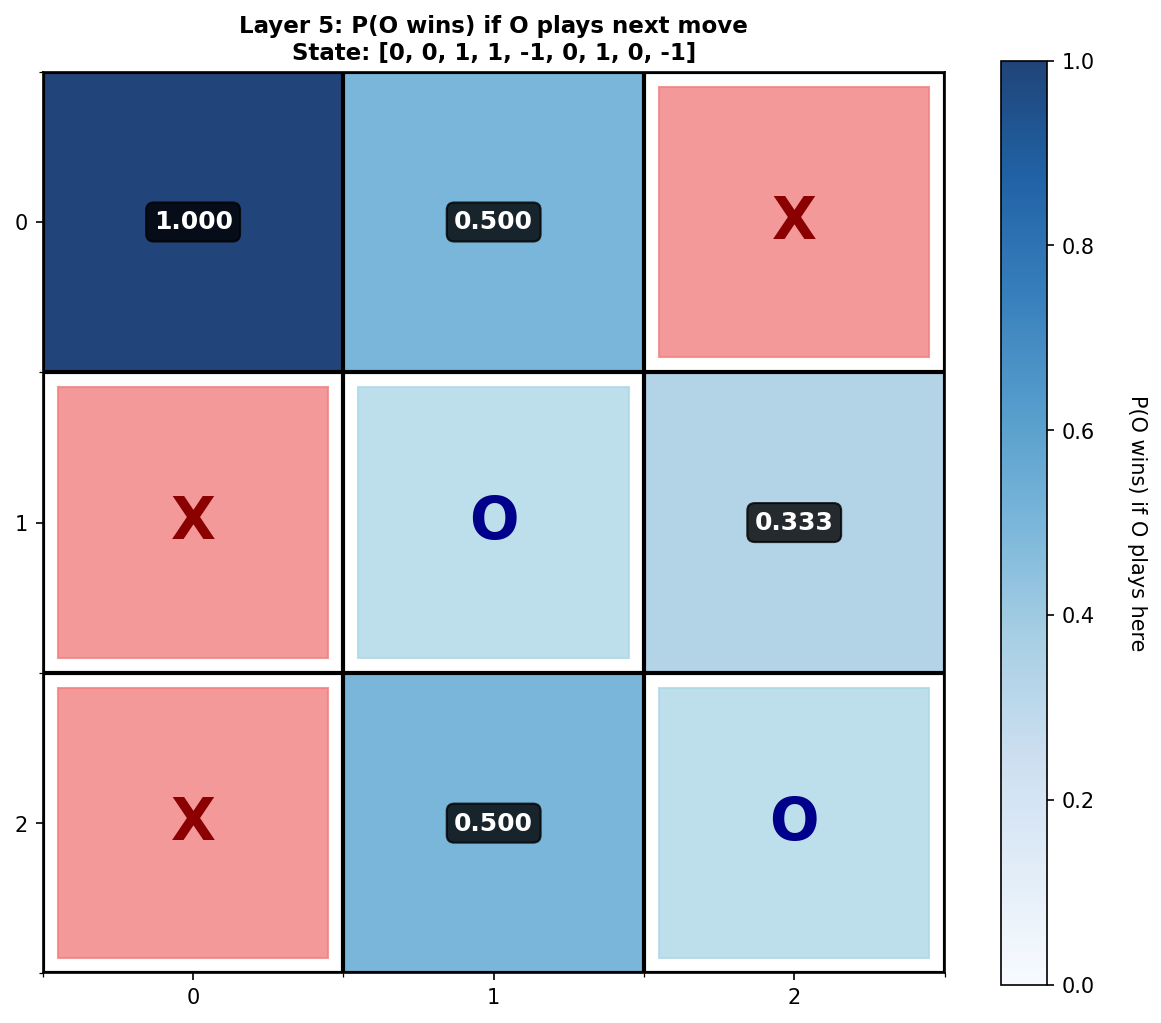 Layer 5: P(O wins) if O plays next move
State: [0, 0, 1, 1, -1, 0, 1, 0, -1]
0
1.000
0.500
X
1
X
O
0.333
2
X
0.500
O
0
1
2
1.0
0.8
0.6
0.4
0.2
0.0
P(O wins) if O plays here